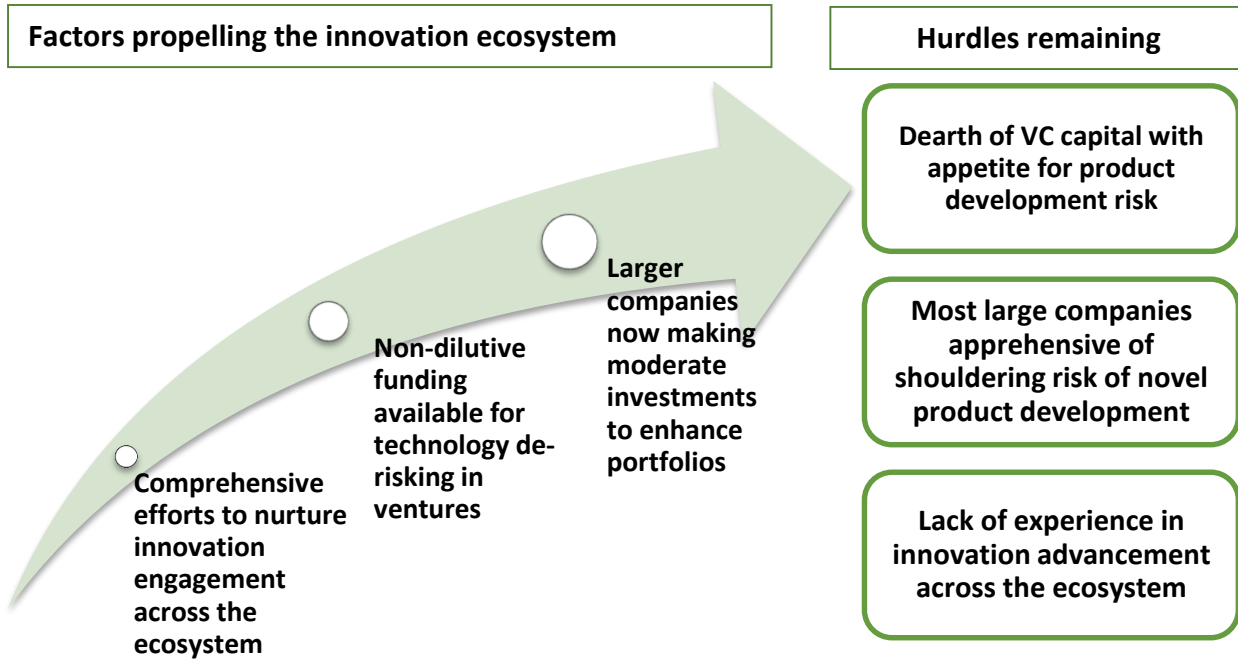 Factors propelling the innovation ecosystem
Comprehensive
efforts to nurture
innovation
engagement
across the
ecosystem
Non-dilutive
funding
available for
technology de-
risking in
ventures
Larger
companies
now making
moderate
investments
to enhance
portfolios
Hurdles remaining
Dearth of VC capital with
appetite for product
development risk
Most large companies
apprehensive of
shouldering risk of novel
product development
Lack of experience in
innovation advancement
across the ecosystem